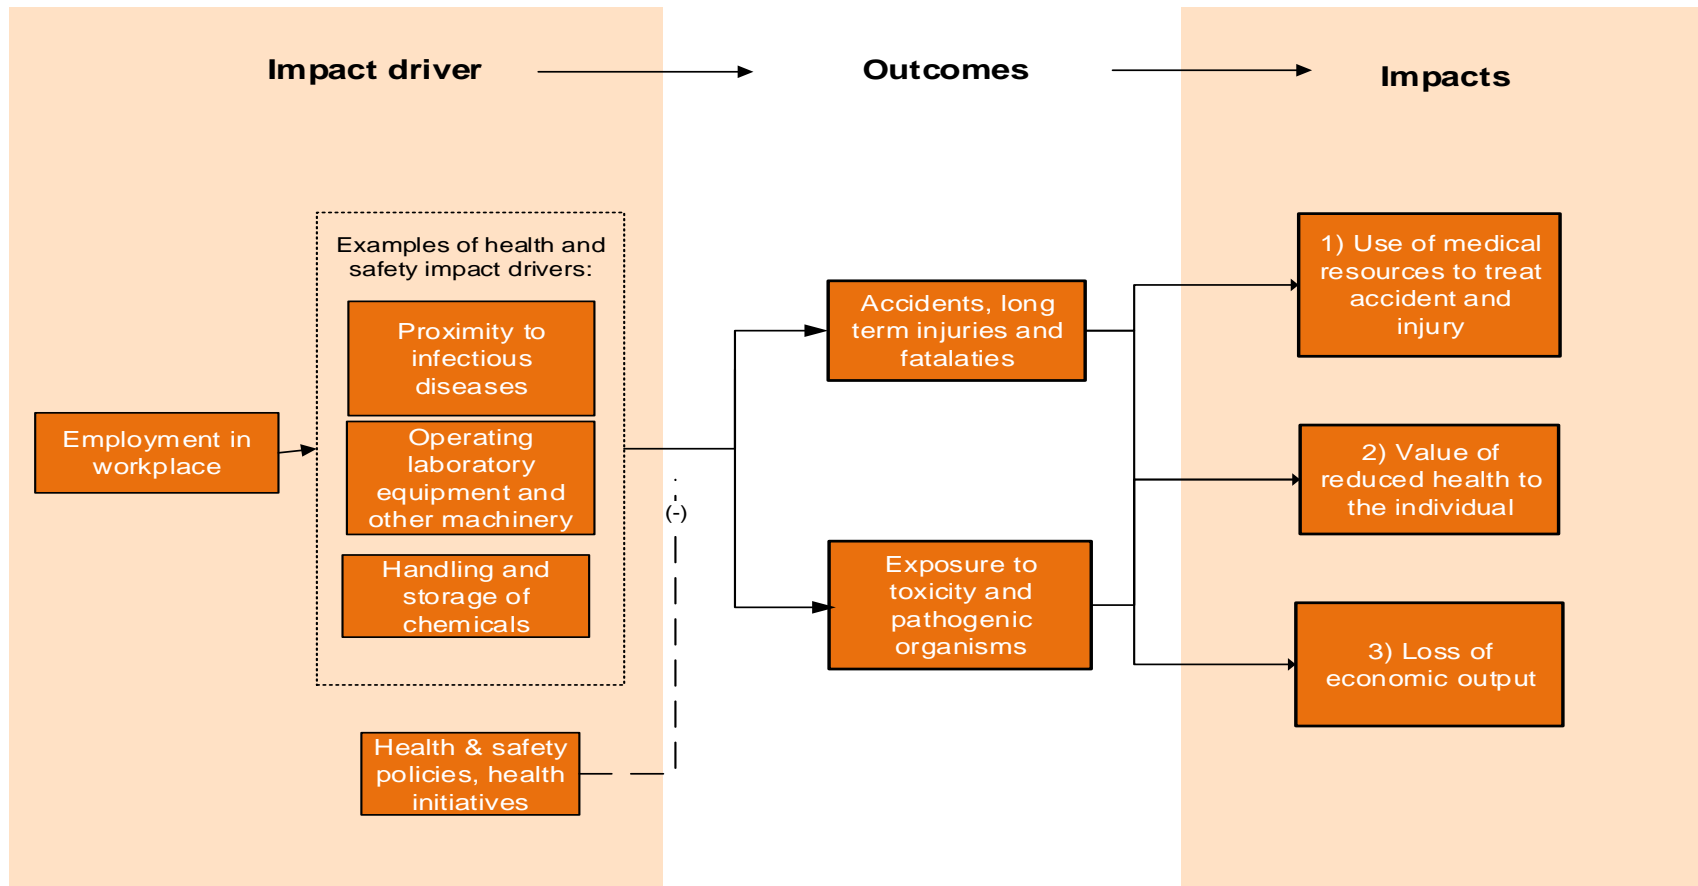 Impact driver
Outcomes
Impacts
Examples of health and
safety impact drivers:
Proximity to
infectious
diseases
Employment in
workplace
Operating
laboratory
equipment and
other machinery
Handling and
storage of
chemicals
Health & safety
policies, health
initiatives
(-)
Accidents, long
term injuries and
fatalaties
Exposure to
toxicity and
pathogenic
organisms
1) Use of medical
resources to treat
accident and
injury
2) Value of
reduced health to
the individual
3) Loss of
economic output